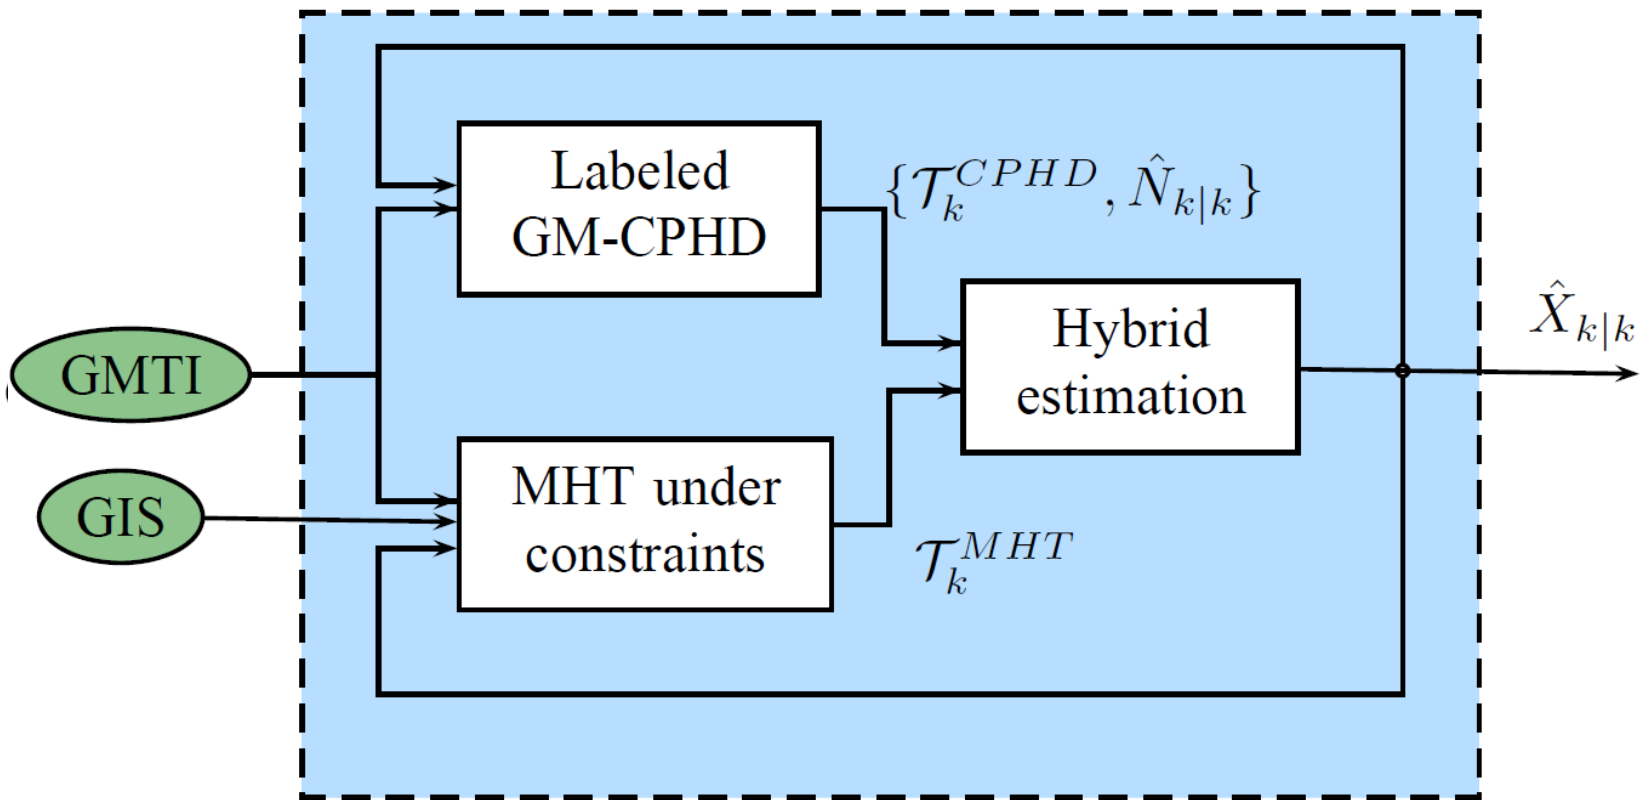 Labeled
GM-CPHD
{𝒯_k^{CPHD}, N̂_{k|k}}
Hybrid
estimation
X̂_{k|k}
GMTI
GIS
MHT under
constraints
𝒯_k^{MHT}